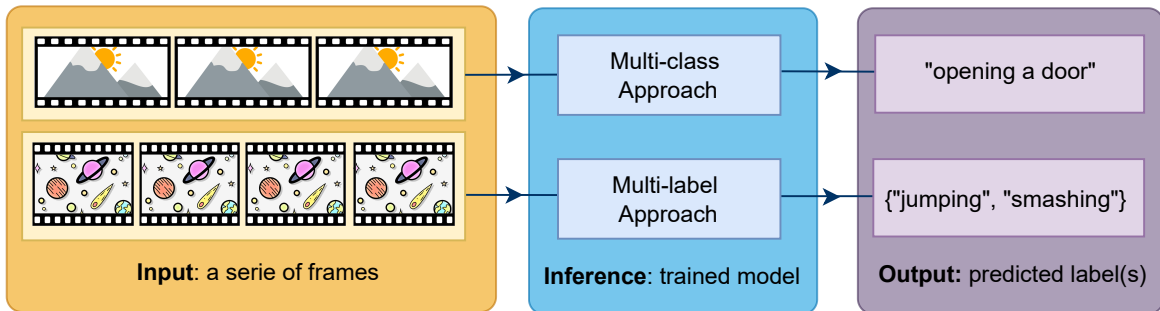 Multi-class
Approach
"opening a door"
Multi-label
Approach
{"jumping", "smashing"}
Input: a serie of frames
Inference: trained model
Output: predicted label(s)